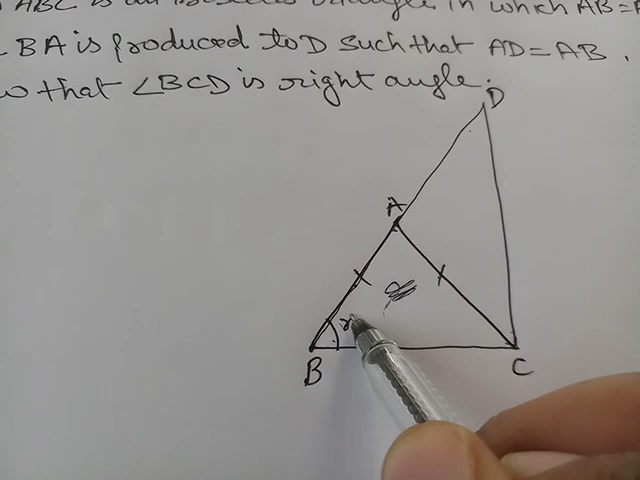 ABC is an isosceles triangle in which AB=A
BA is produced to D such that AD=AB.
that ∠BCD is right angle.
D
A
x
B
C